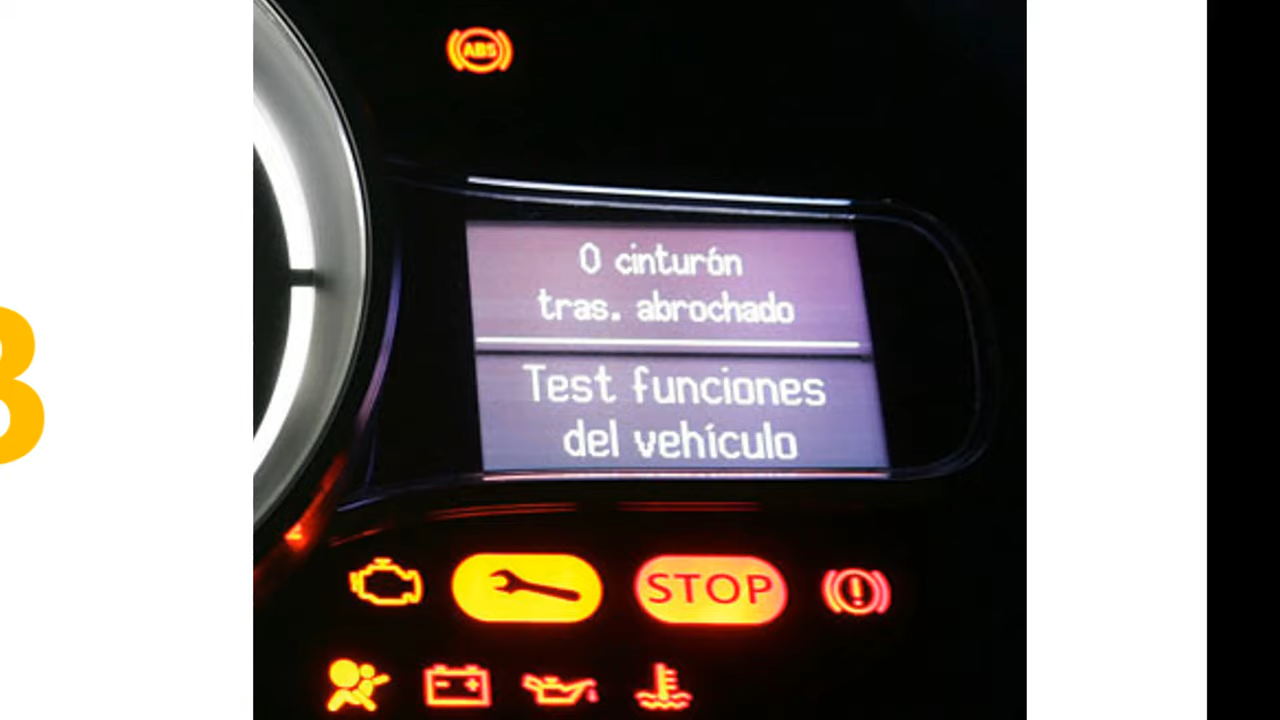 ABS
0 cinturón
tras. abrochado
Test funciones
del vehículo
STOP